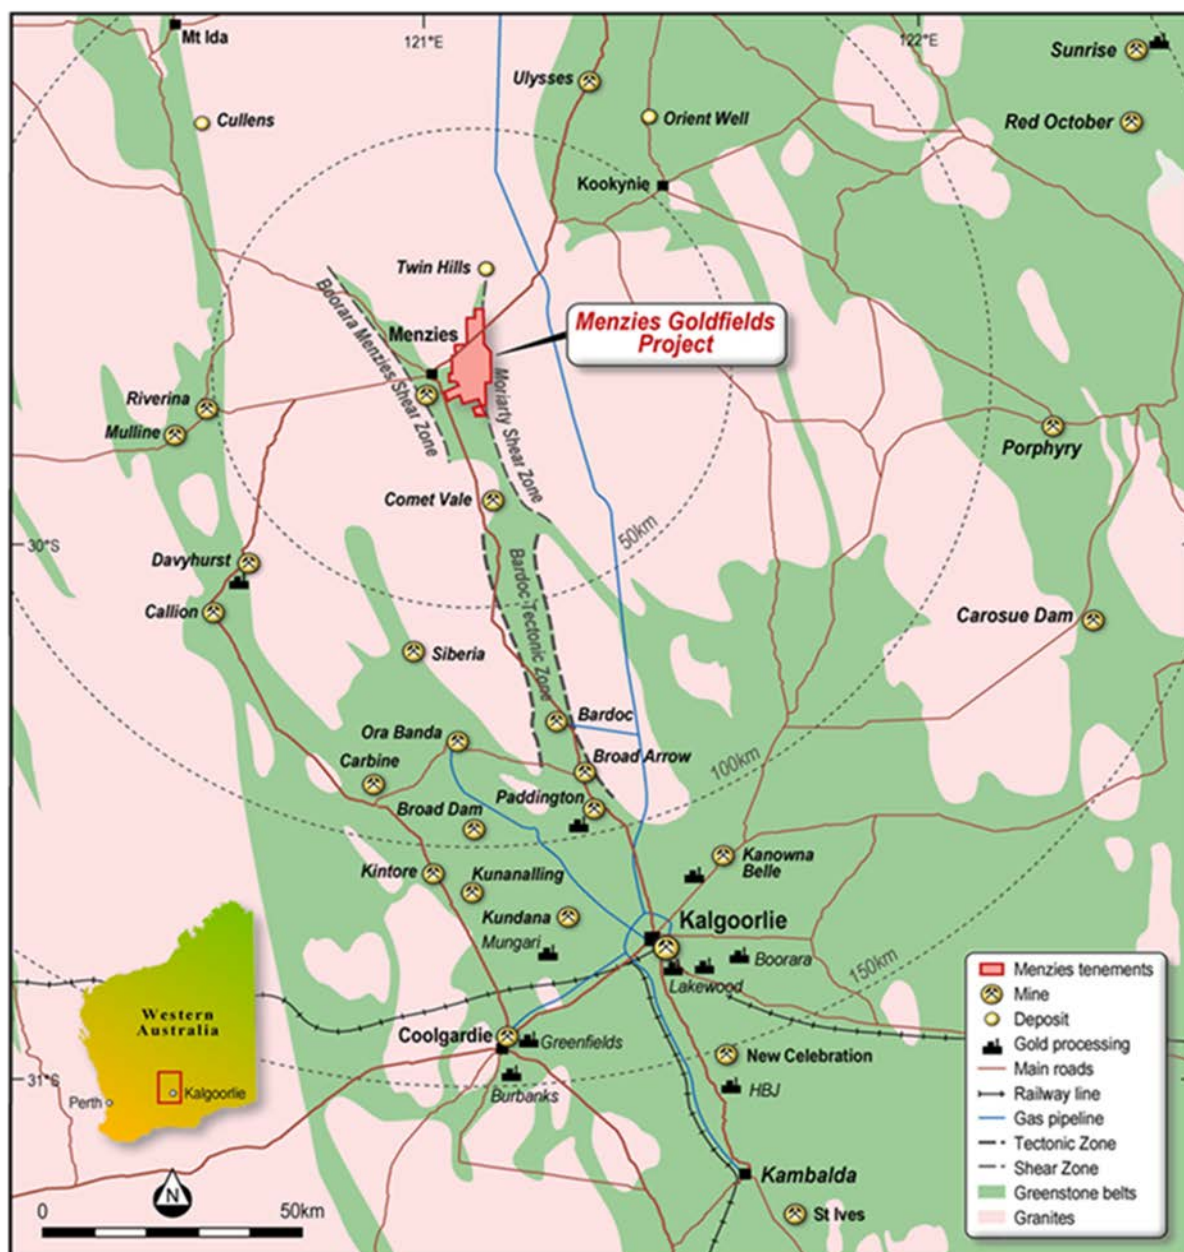 Mt Ida
121°E
122°E
Sunrise
Ulysses
Cullens
Orient Well
Red October
Kookynie
Twin Hills
Boorara Menzies Shear Zone
Menzies
Menzies Goldfields
Project
Moriarty Shear Zone
Riverina
Mulline
Porphyry
Comet Vale
50km
30°S
Davyhurst
Bardoc Tectonic Zone
Callion
Carosue Dam
Siberia
Bardoc
Ora Banda
Broad Arrow
100km
Carbine
Paddington
Broad Dam
Kanowna
Belle
Kintore
Kunanalling
Kundana
Kalgoorlie
Mungari
Boorara
150km
Lakewood
Coolgardie
Greenfields
New Celebration
31°S
Burbanks
HBJ
Kambalda
St Ives
Western
Australia
Kalgoorlie
Perth
N
0
50km
Menzies tenements
Mine
Deposit
Gold processing
Main roads
Railway line
Gas pipeline
Tectonic Zone
Shear Zone
Greenstone belts
Granites